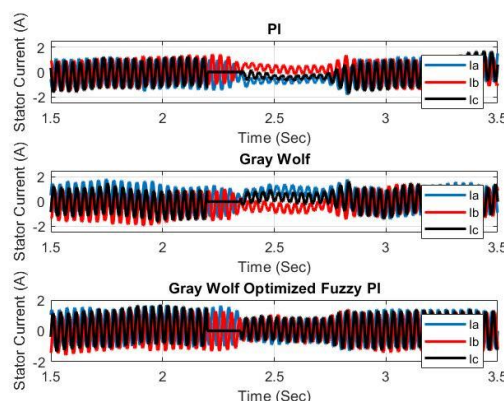 PI
Stator Current (A)
2
0
-2
1.5
2
2.5
3
3.5
Time (Sec)
Ia
Ib
Ic
Gray Wolf
Stator Current (A)
2
0
-2
1.5
2
2.5
3
3.5
Time (Sec)
Ia
Ib
Ic
Gray Wolf Optimized Fuzzy PI
Stator Current (A)
2
0
-2
1.5
2
2.5
3
3.5
Time (Sec)
Ia
Ib
Ic